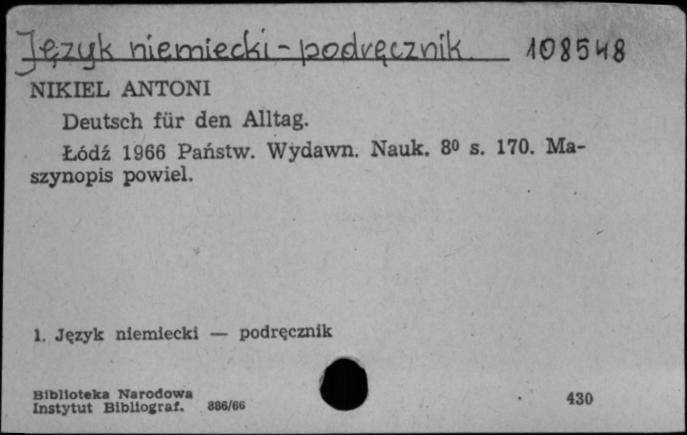 Język niemiecki - podręcznik. 108548
NIKIEL ANTONI
Deutsch für den Alltag.
Łódź 1966 Państw. Wydawn. Nauk. 8⁰ s. 170. Ma-
szynopis powiel.
1. Język niemiecki — podręcznik
Biblioteka Narodowa
Instytut Bibliograf. 886/66
430